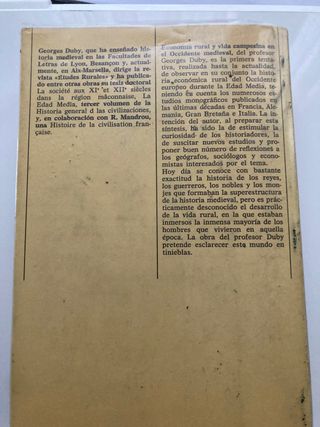 Georges Duby, que ha enseñado his-
toria medieval en las Facultades de
Letras de Lyon, Besançon y, actual-
mente, en Aix-Marsella, dirige la re-
vista «Etudes Rurales» y ha publica-
do entre otras obras su tesis doctoral
La société aux XIᵉ et XIIᵉ siècles
dans la région mâconnaise, La
Edad Media, tercer volumen de la
Historia general d las civilizaciones,
y, en colaboración con R. Mandrou,
una Histoire de la civilisation fran-
çaise.
Economía rural y vida campesina en
el Occidente medieval, del profesor
Georges Duby, es la primera tenta-
tiva, realizada hasta la actualidad,
de observar en su conjunto la histo-
ria económica rural del Occidente
europeo durante la Edad Media, te-
niendo en cuenta los numerosos es-
tudios monográficos publicados en
las últimas décadas en Francia, Ale-
mania, Gran Bretaña e Italia. La in-
tención del autor, al preparar esta
síntesis, ha sido la de estimular la
curiosidad de los historiadores, la
de suscitar nuevos estudios y propo-
ner buen número de reflexiones a
los geógrafos, sociólogos y econo-
mistas interesados por el tema.
Hoy día se conoce con bastante
exactitud la historia de los reyes,
los guerreros, los nobles y los mon-
jes que formaban la superestructura
de la historia medieval, pero es prác-
ticamente desconocido el desarrollo
de la vida rural, en la que estaban
inmersos la inmensa mayoría de los
hombres que vivieron en aquella
época. La obra del profesor Duby
pretende esclarecer este mundo en
tinieblas.